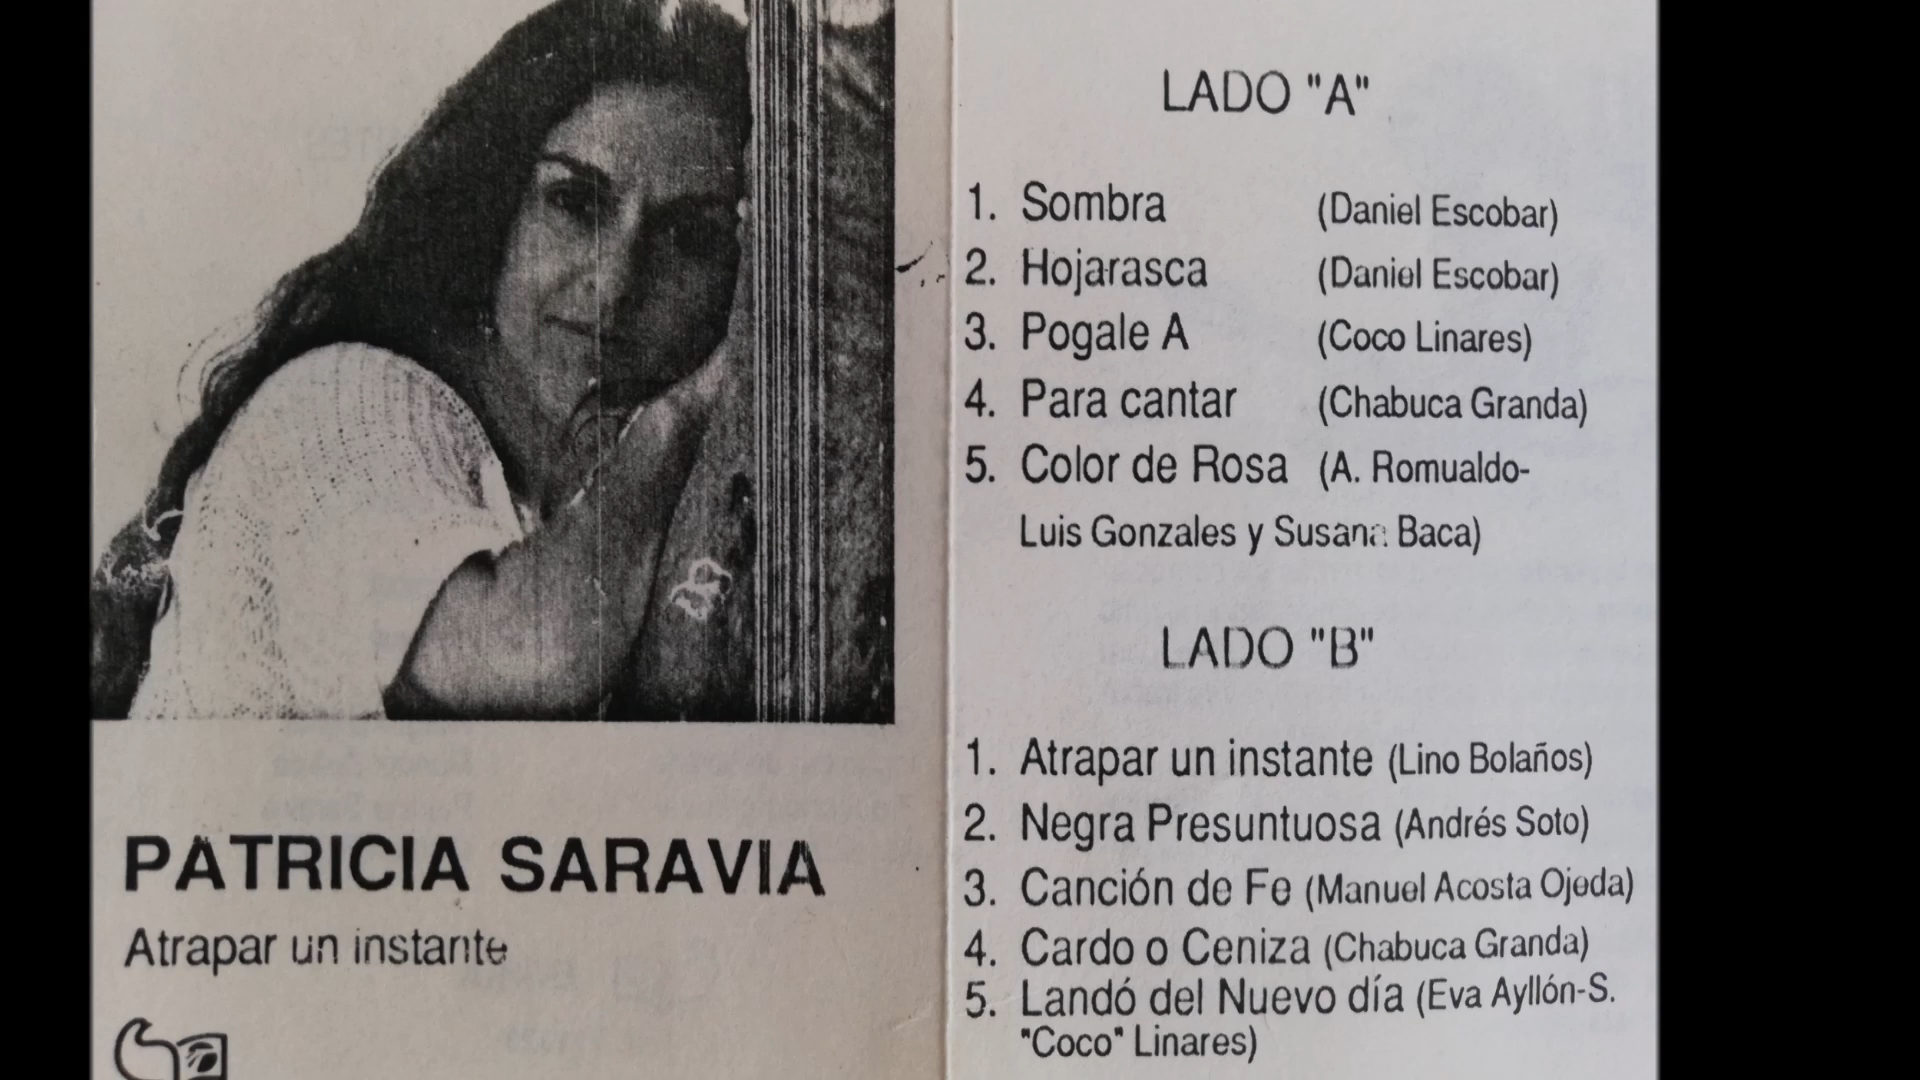 PATRICIA SARAVIA
Atrapar un instante
LADO "A"
1. Sombra (Daniel Escobar)
2. Hojarasca (Daniel Escobar)
3. Pogale A (Coco Linares)
4. Para cantar (Chabuca Granda)
5. Color de Rosa (A. Romualdo-
Luis Gonzales y Susana Baca)
LADO "B"
1. Atrapar un instante (Lino Bolaños)
2. Negra Presuntuosa (Andrés Soto)
3. Canción de Fe (Manuel Acosta Ojeda)
4. Cardo o Ceniza (Chabuca Granda)
5. Landó del Nuevo día (Eva Ayllón-S.
"Coco" Linares)